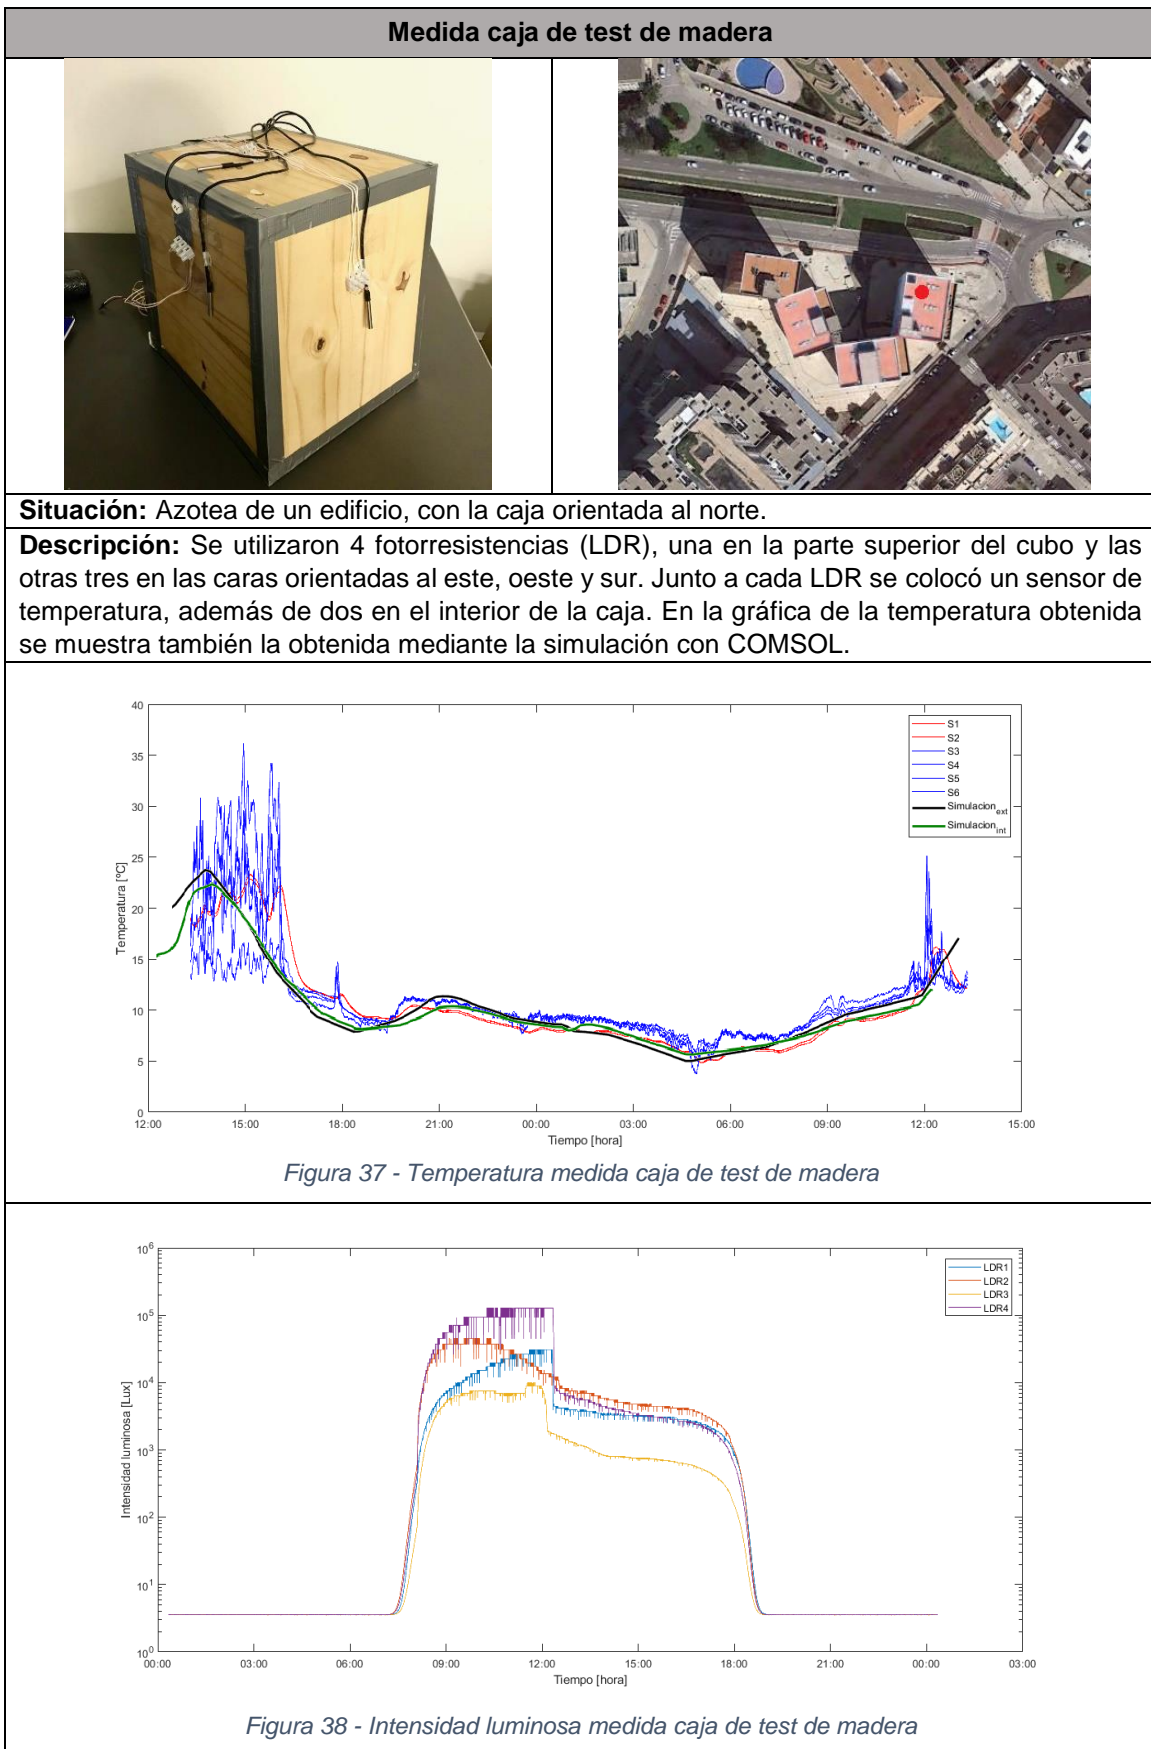 Medida caja de test de madera
Situación: Azotea de un edificio, con la caja orientada al norte.
Descripción: Se utilizaron 4 fotorresistencias (LDR), una en la parte superior del cubo y las
otras tres en las caras orientadas al este, oeste y sur. Junto a cada LDR se colocó un sensor de
temperatura, además de dos en el interior de la caja. En la gráfica de la temperatura obtenida
se muestra también la obtenida mediante la simulación con COMSOL.
40
35
30
25
20
15
10
5
0
Temperatura [ºC]
S1
S2
S3
S4
S5
S6
Simulacion_ext
Simulacion_int
12:00 15:00 18:00 21:00 00:00 03:00 06:00 09:00 12:00 15:00
Tiempo [hora]
Figura 37 - Temperatura medida caja de test de madera
10^6
10^5
10^4
10^3
10^2
10^1
10^0
Intensidad luminosa [Lux]
LDR1
LDR2
LDR3
LDR4
00:00 03:00 06:00 09:00 12:00 15:00 18:00 21:00 00:00 03:00
Tiempo [hora]
Figura 38 - Intensidad luminosa medida caja de test de madera